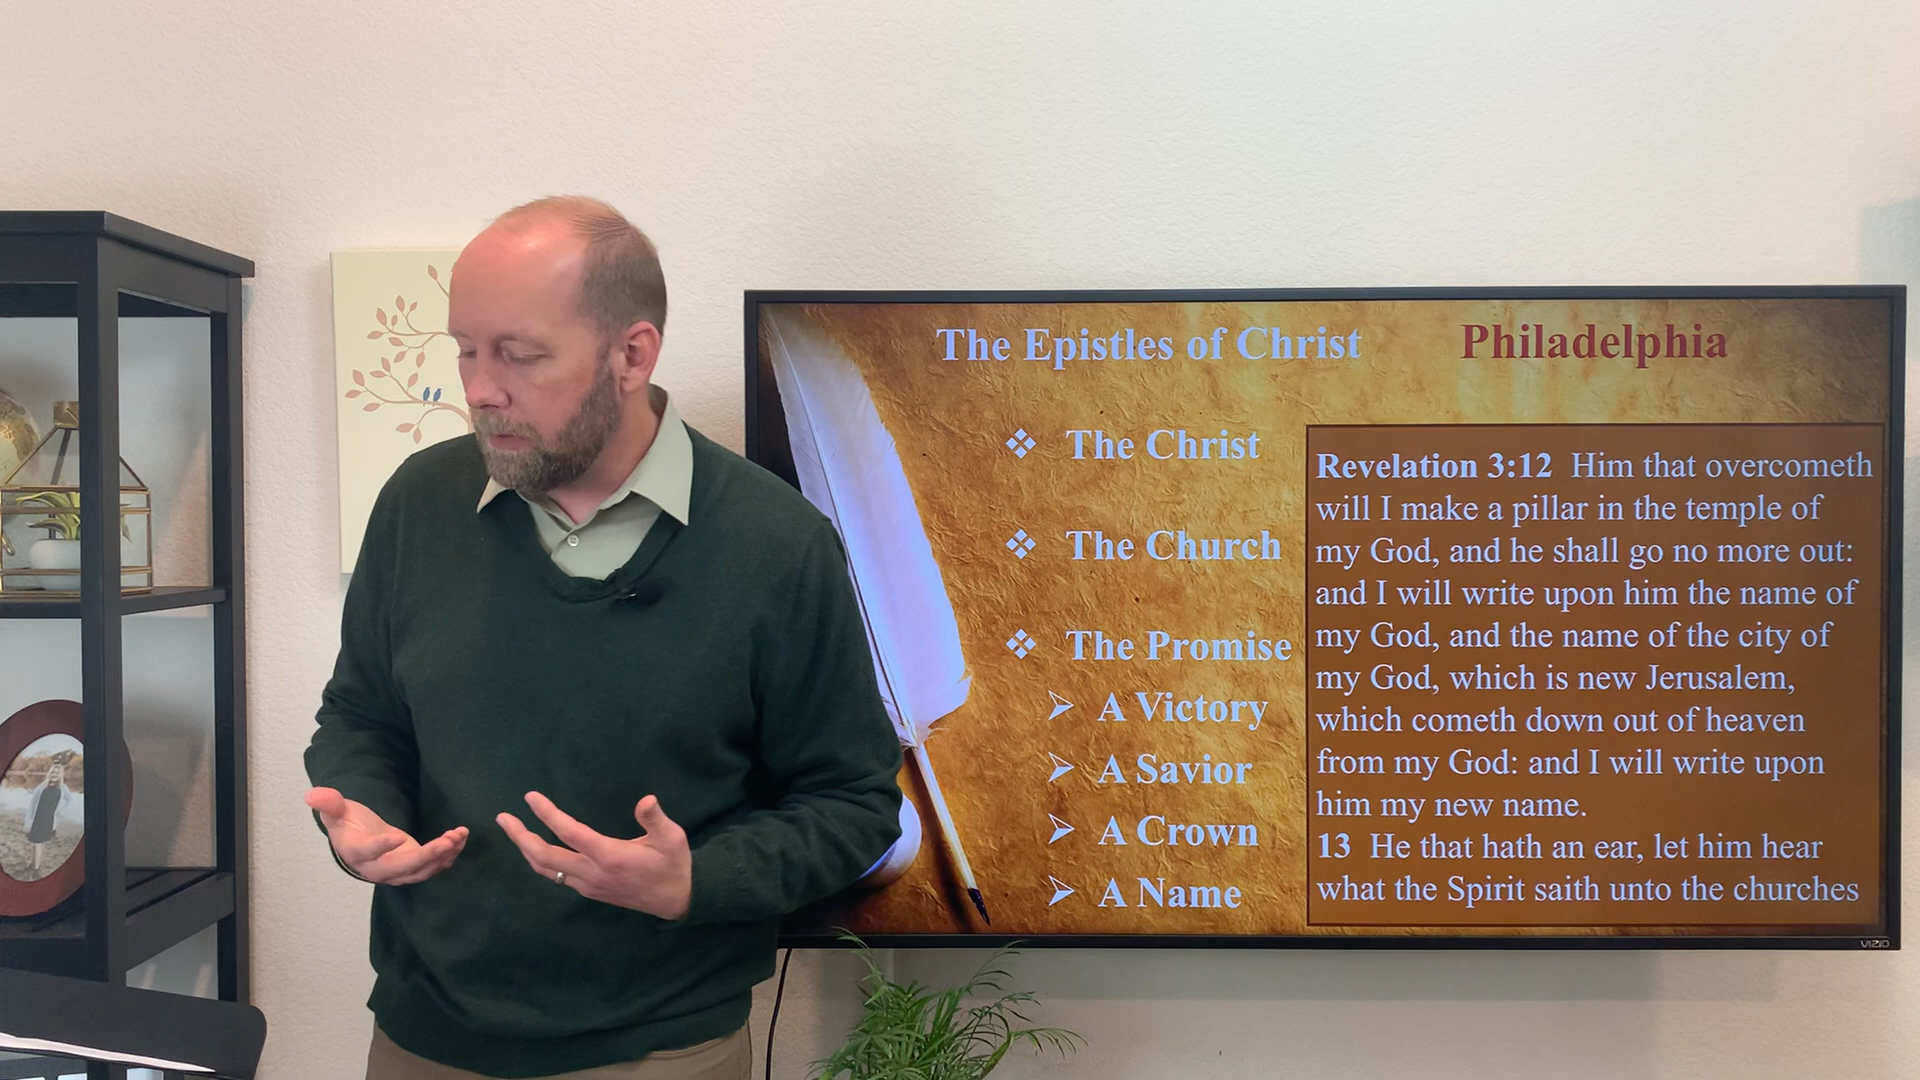 The Epistles of Christ
Philadelphia
❖ The Christ
❖ The Church
❖ The Promise
➢ A Victory
➢ A Savior
➢ A Crown
➢ A Name
Revelation 3:12 Him that overcometh
will I make a pillar in the temple of
my God, and he shall go no more out:
and I will write upon him the name of
my God, and the name of the city of
my God, which is new Jerusalem,
which cometh down out of heaven
from my God: and I will write upon
him my new name.
13 He that hath an ear, let him hear
what the Spirit saith unto the churches
VIZIO